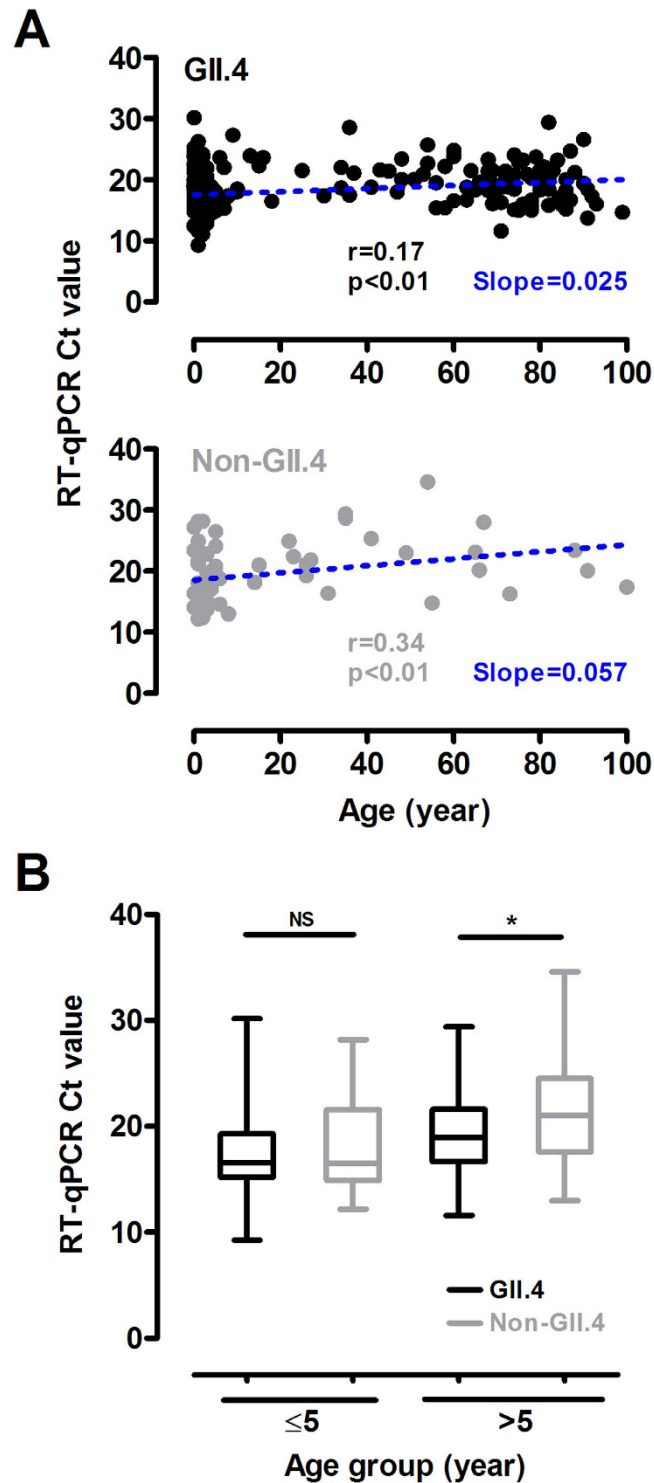 A
GII.4
40
30
20
10
0
r=0.17
p<0.01
Slope=0.025
0 20 40 60 80 100
RT-qPCR Ct value
Non-GII.4
40
30
20
10
0
r=0.34
p<0.01
Slope=0.057
0 20 40 60 80 100
Age (year)
B
RT-qPCR Ct value
40
30
20
10
0
NS
*
GII.4
Non-GII.4
≤5 >5
Age group (year)